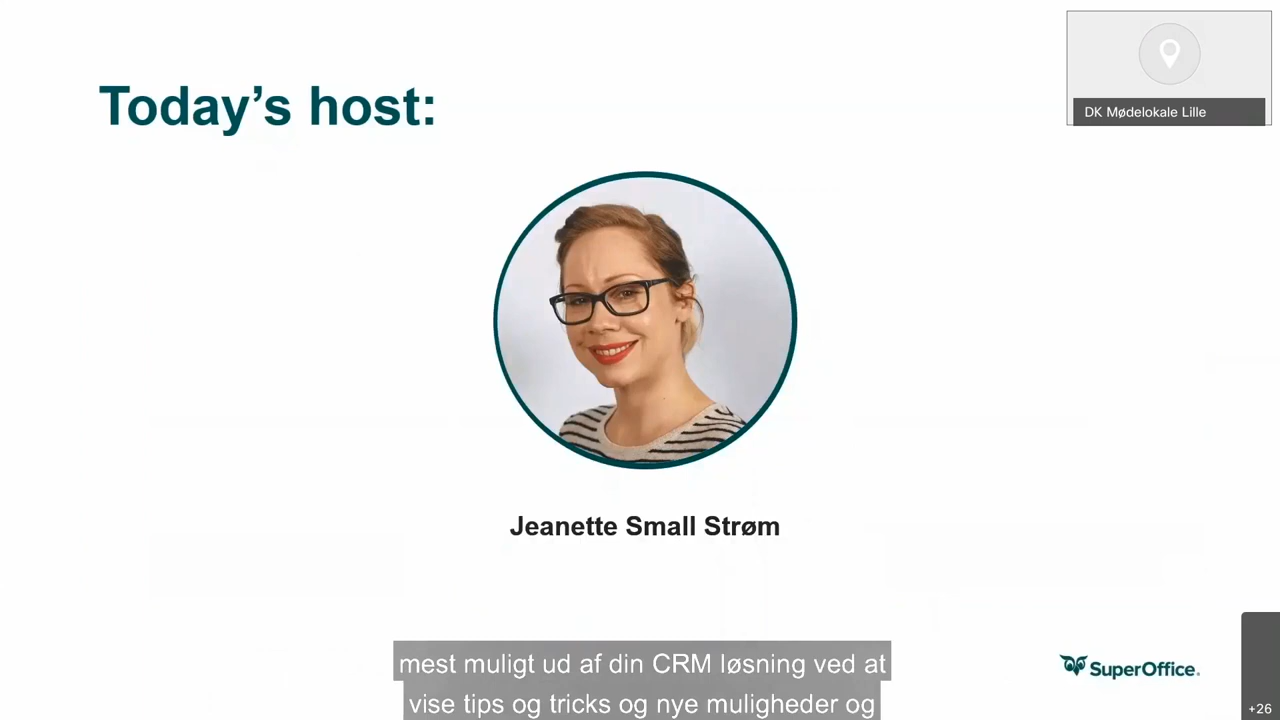 Today's host:
DK Mødelokale Lille
Jeanette Small Strøm
mest muligt ud af din CRM løsning ved at
vise tips og tricks og nye muligheder og
SuperOffice.
+26